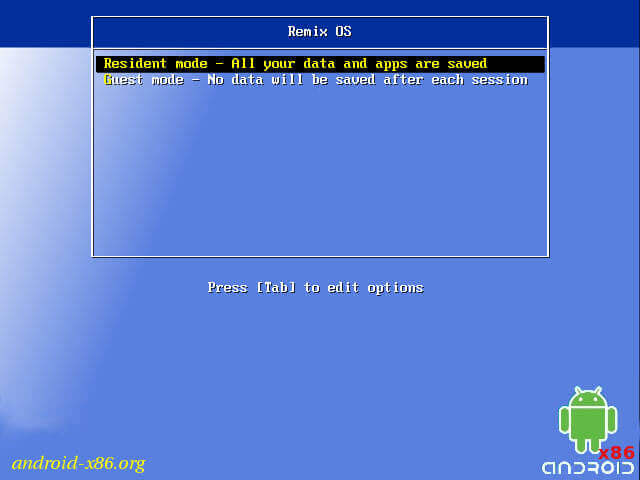 Remix OS
Resident mode - All your data and apps are saved
Guest mode - No data will be saved after each session
Press [Tab] to edit options
android-x86.org
x86
ANDROID